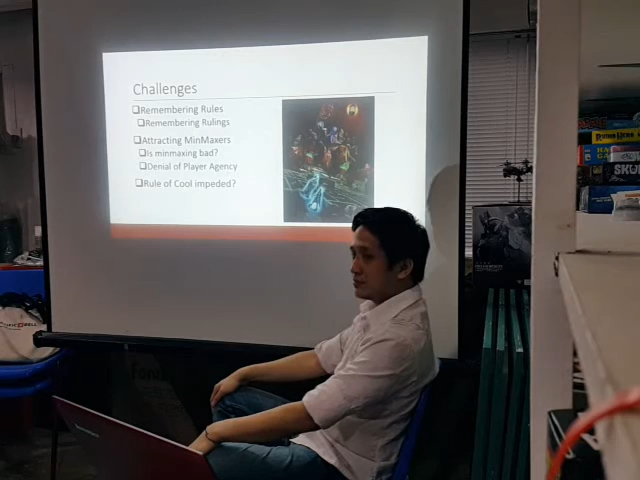 Challenges
❑Remembering Rules
❑Remembering Rulings
❑Attracting MinMaxers
❑Is minmaxing bad?
❑Denial of Player Agency
❑Rule of Cool impeded?